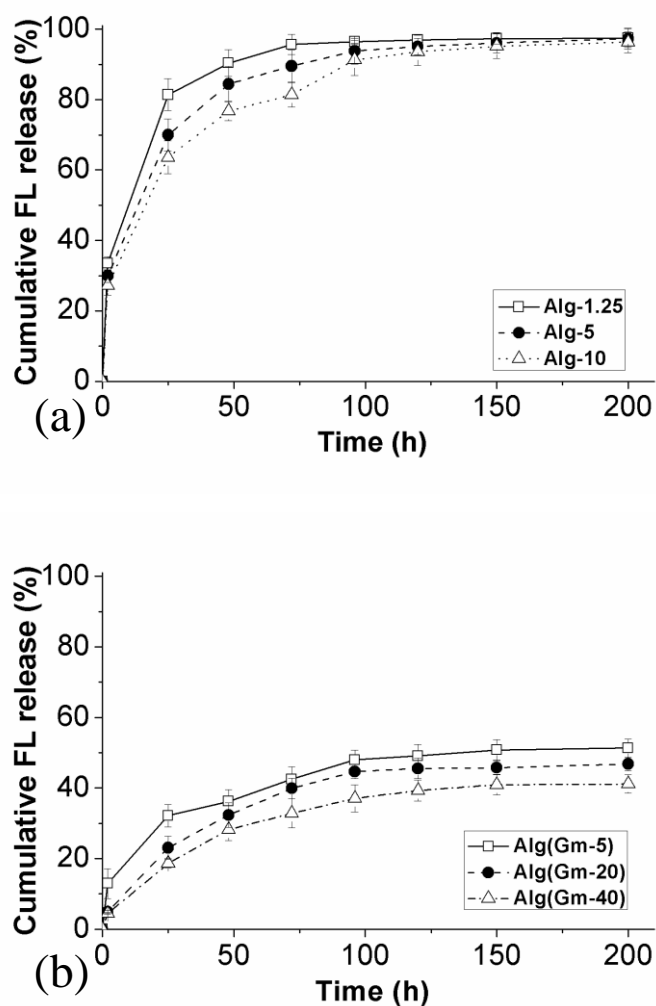 Cumulative FL release (%)
100
80
60
40
20
0
Alg-1.25
Alg-5
Alg-10
0 50 100 150 200
Time (h)
(a)
Cumulative FL release (%)
100
80
60
40
20
0
Alg(Gm-5)
Alg(Gm-20)
Alg(Gm-40)
0 50 100 150 200
Time (h)
(b)